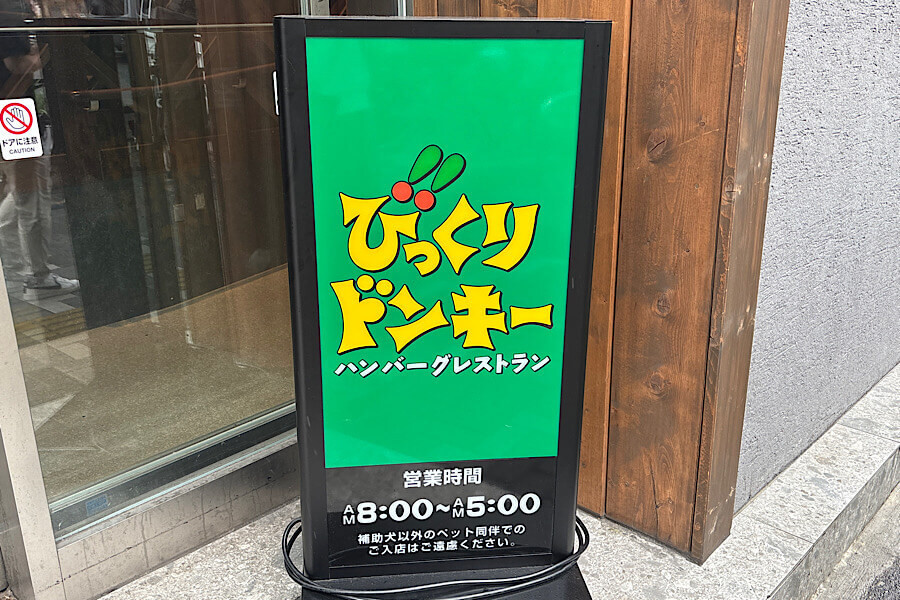 ドアに注意
CAUTION
びっくり
ドンキー
ハンバーグレストラン
営業時間
AM8:00~AM5:00
補助犬以外のペット同伴での
ご入店はご遠慮ください。